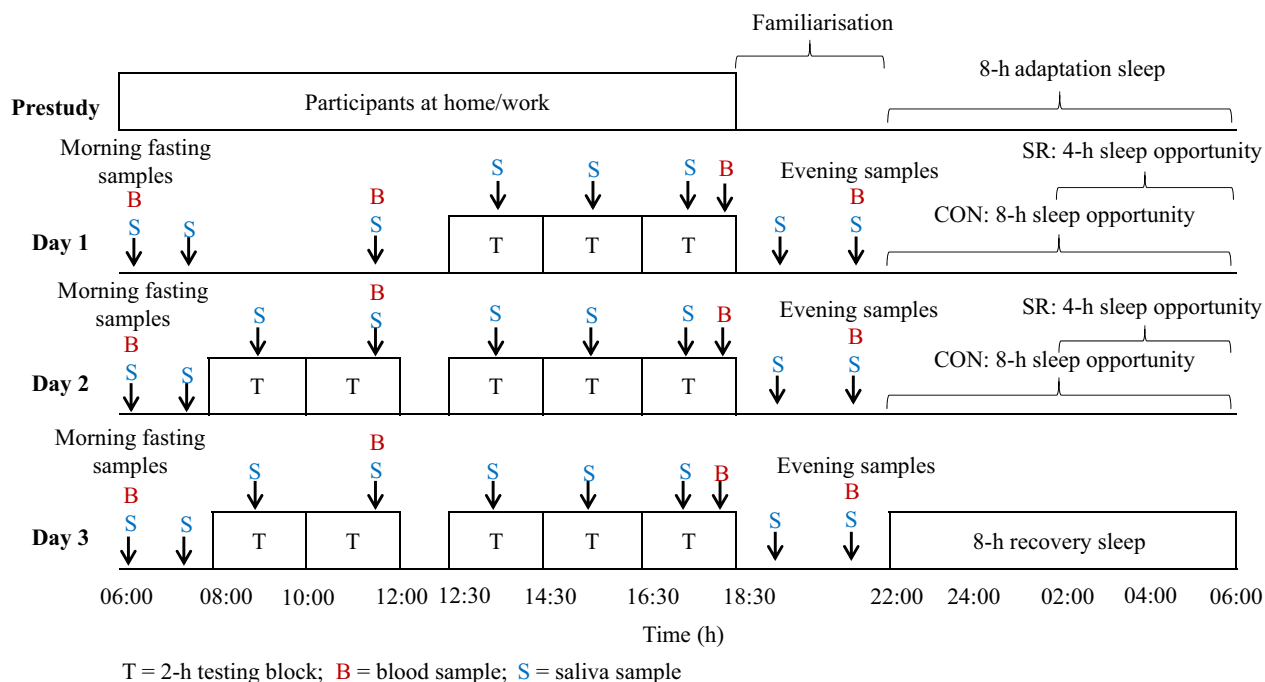 Familiarisation
8-h adaptation sleep
Prestudy
Participants at home/work
Morning fasting
samples
SR: 4-h sleep opportunity
S S S B
Evening samples
B B B
CON: 8-h sleep opportunity
S S S S S
Day 1
T T T
Morning fasting
samples
B
SR: 4-h sleep opportunity
S S S S S B
Evening samples
B B
CON: 8-h sleep opportunity
S S S S
Day 2
T T T T T
Morning fasting
samples
B
S S S S S B
Evening samples
B B
S S S S
Day 3
T T T T T
8-h recovery sleep
06:00 08:00 10:00 12:00 12:30 14:30 16:30 18:30 22:00 24:00 02:00 04:00 06:00
Time (h)
T = 2-h testing block; B = blood sample; S = saliva sample